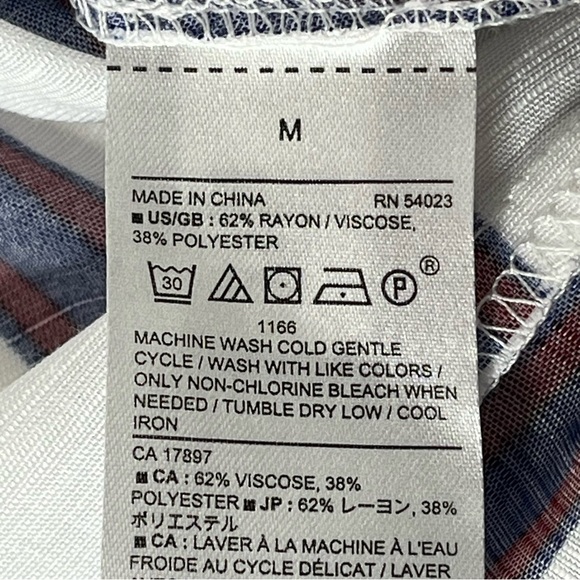 M
MADE IN CHINA RN 54023
US/GB : 62% RAYON / VISCOSE,
38% POLYESTER
30 P ®
1166
MACHINE WASH COLD GENTLE
CYCLE / WASH WITH LIKE COLORS /
ONLY NON-CHLORINE BLEACH WHEN
NEEDED / TUMBLE DRY LOW / COOL
IRON
CA 17897
CA : 62% VISCOSE, 38%
POLYESTER JP : 62% レーヨン, 38%
ポリエステル
CA : LAVER À LA MACHINE À L'EAU
FROIDE AU CYCLE DÉLICAT / LAVER